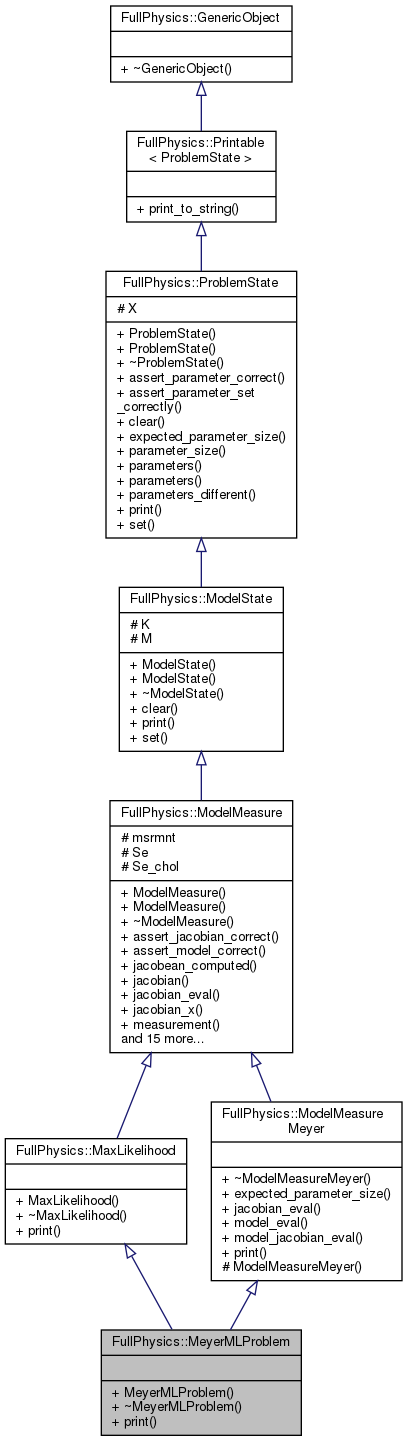 FullPhysics::GenericObject
+ ~GenericObject()
FullPhysics::Printable
< ProblemState >
+ print_to_string()
FullPhysics::ProblemState
# X
+ ProblemState()
+ ProblemState()
+ ~ProblemState()
+ assert_parameter_correct()
+ assert_parameter_set
_correctly()
+ clear()
+ expected_parameter_size()
+ parameter_size()
+ parameters()
+ parameters()
+ parameters_different()
+ print()
+ set()
FullPhysics::ModelState
# K
# M
+ ModelState()
+ ModelState()
+ ~ModelState()
+ clear()
+ print()
+ set()
FullPhysics::ModelMeasure
# msrmnt
# Se
# Se_chol
+ ModelMeasure()
+ ModelMeasure()
+ ~ModelMeasure()
+ assert_jacobian_correct()
+ assert_model_correct()
+ jacobean_computed()
+ jacobian()
+ jacobian_eval()
+ jacobian_x()
+ measurement()
and 15 more...
FullPhysics::MaxLikelihood
+ MaxLikelihood()
+ ~MaxLikelihood()
+ print()
FullPhysics::ModelMeasure
Meyer
+ ~ModelMeasureMeyer()
+ expected_parameter_size()
+ jacobian_eval()
+ model_eval()
+ model_jacobian_eval()
+ print()
# ModelMeasureMeyer()
FullPhysics::MeyerMLProblem
+ MeyerMLProblem()
+ ~MeyerMLProblem()
+ print()